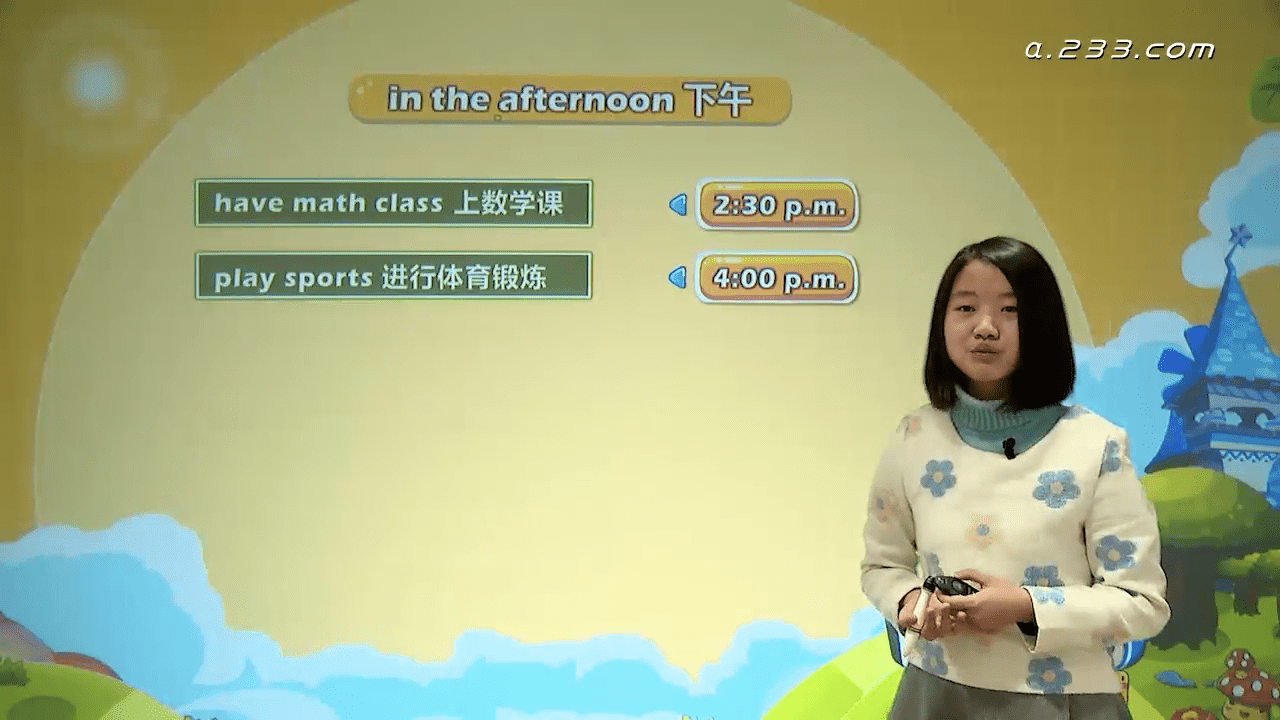 a.233.com
in the afternoon 下午
have math class 上数学课
2:30 p.m.
play sports 进行体育锻炼
4:00 p.m.